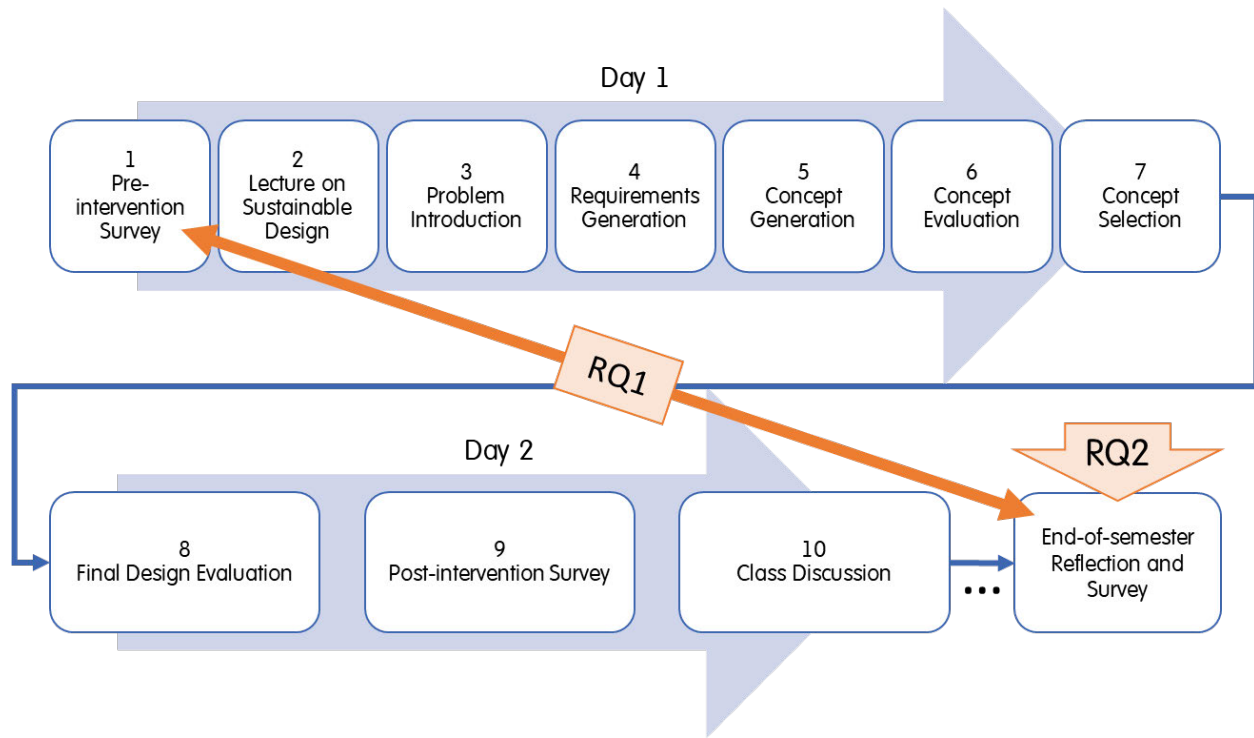 Day 1
1
Pre-
intervention
Survey
2
Lecture on
Sustainable
Design
3
Problem
Introduction
4
Requirements
Generation
5
Concept
Generation
6
Concept
Evaluation
7
Concept
Selection
RQ1
Day 2
RQ2
8
Final Design Evaluation
9
Post-intervention Survey
10
Class Discussion
...
End-of-semester
Reflection and
Survey